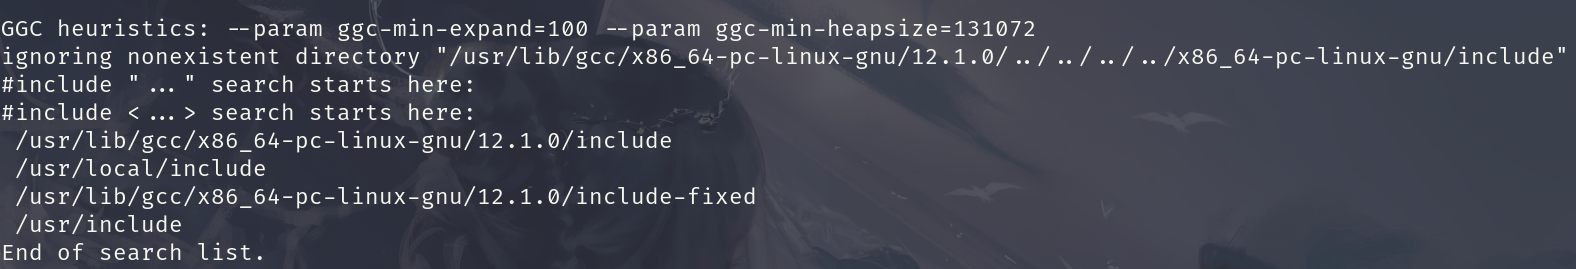 GGC heuristics: --param ggc-min-expand=100 --param ggc-min-heapsize=131072
ignoring nonexistent directory "/usr/lib/gcc/x86_64-pc-linux-gnu/12.1.0/../../../../x86_64-pc-linux-gnu/include"
#include "..." search starts here:
#include <...> search starts here:
 /usr/lib/gcc/x86_64-pc-linux-gnu/12.1.0/include
 /usr/local/include
 /usr/lib/gcc/x86_64-pc-linux-gnu/12.1.0/include-fixed
 /usr/include
End of search list.